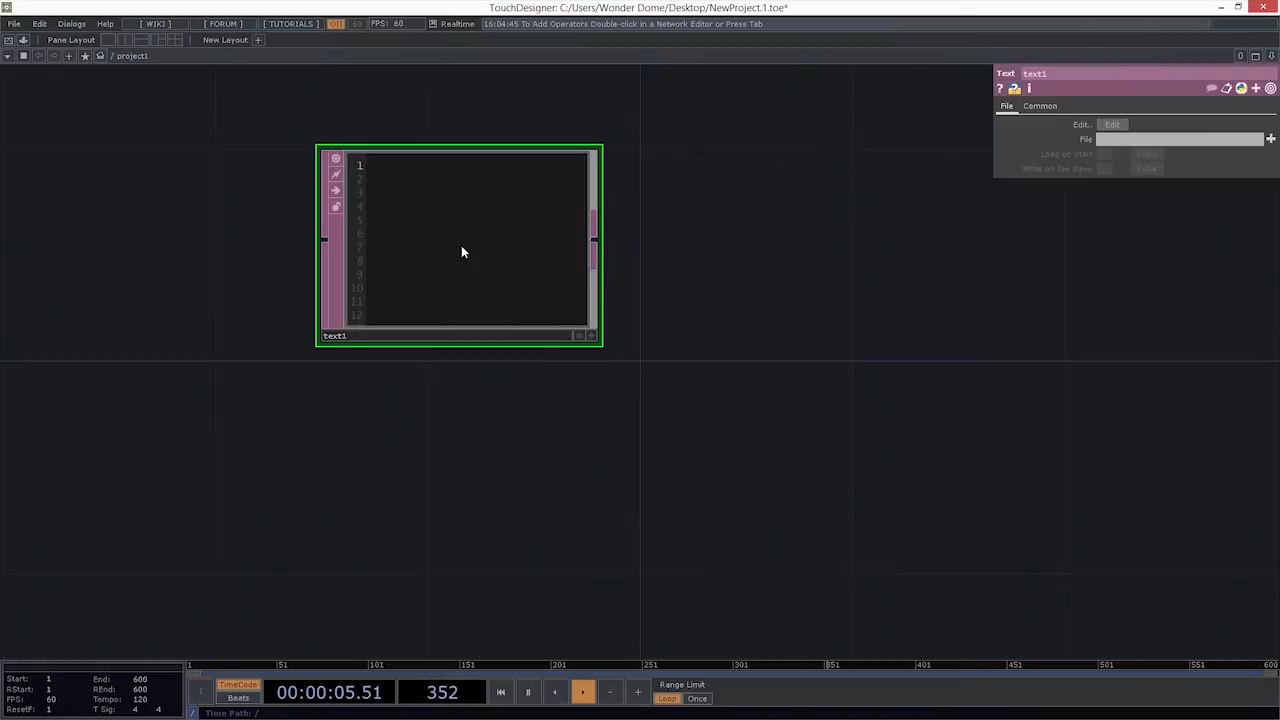 TouchDesigner: C:/Users/Wonder Dome/Desktop/NewProject.1.toe*
File Edit Dialogs Help [ WIKI ] [ FORUM ] [ TUTORIALS ] O|I 60 FPS: 60 Realtime 16:04:45 To Add Operators Double-click in a Network Editor or Press Tab
Pane Layout New Layout +
/ project1 0
Text text1
? i
File Common
Edit.. Edit
File
Load on Start
Write on Toe Save Pulse
1
2
3
4
5
6
7
8
9
10
11
12
text1
1 51 101 151 201 251 301 351 401 451 501 551 600
Start: 1 End: 600
RStart: 1 REnd: 600
FPS: 60 Tempo: 120
ResetF: 1 T Sig: 4 4
TimeCode
Beats
00:00:05.51 352
Range Limit
Loop Once
/ Time Path: /